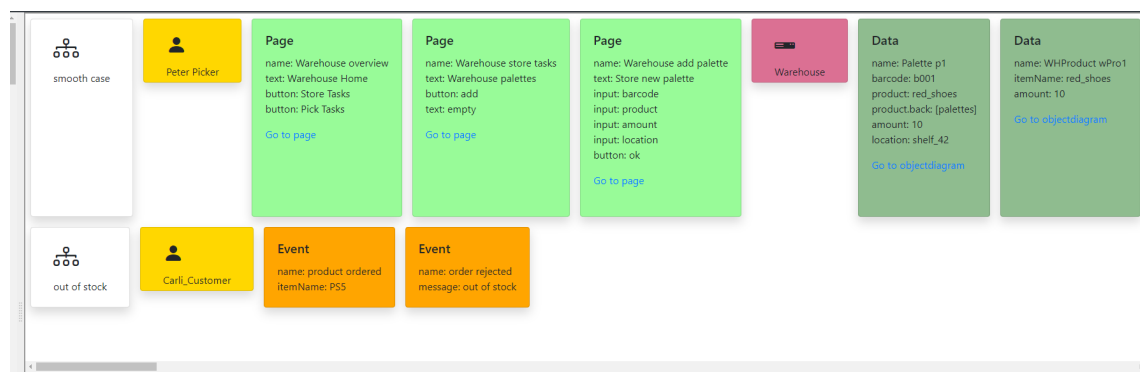 smooth case
Peter Picker
Page
name: Warehouse overview
text: Warehouse Home
button: Store Tasks
button: Pick Tasks
Go to page
Page
name: Warehouse store tasks
text: Warehouse palettes
button: add
text: empty
Go to page
Page
name: Warehouse add palette
text: Store new palette
input: barcode
input: product
input: amount
input: location
button: ok
Go to page
Warehouse
Data
name: Palette p1
barcode: b001
product: red_shoes
product.back: [palettes]
amount: 10
location: shelf_42
Go to objectdiagram
Data
name: WHProduct wPro1
itemName: red_shoes
amount: 10
Go to objectdiagram
out of stock
Carli_Customer
Event
name: product ordered
itemName: PS5
Event
name: order rejected
message: out of stock